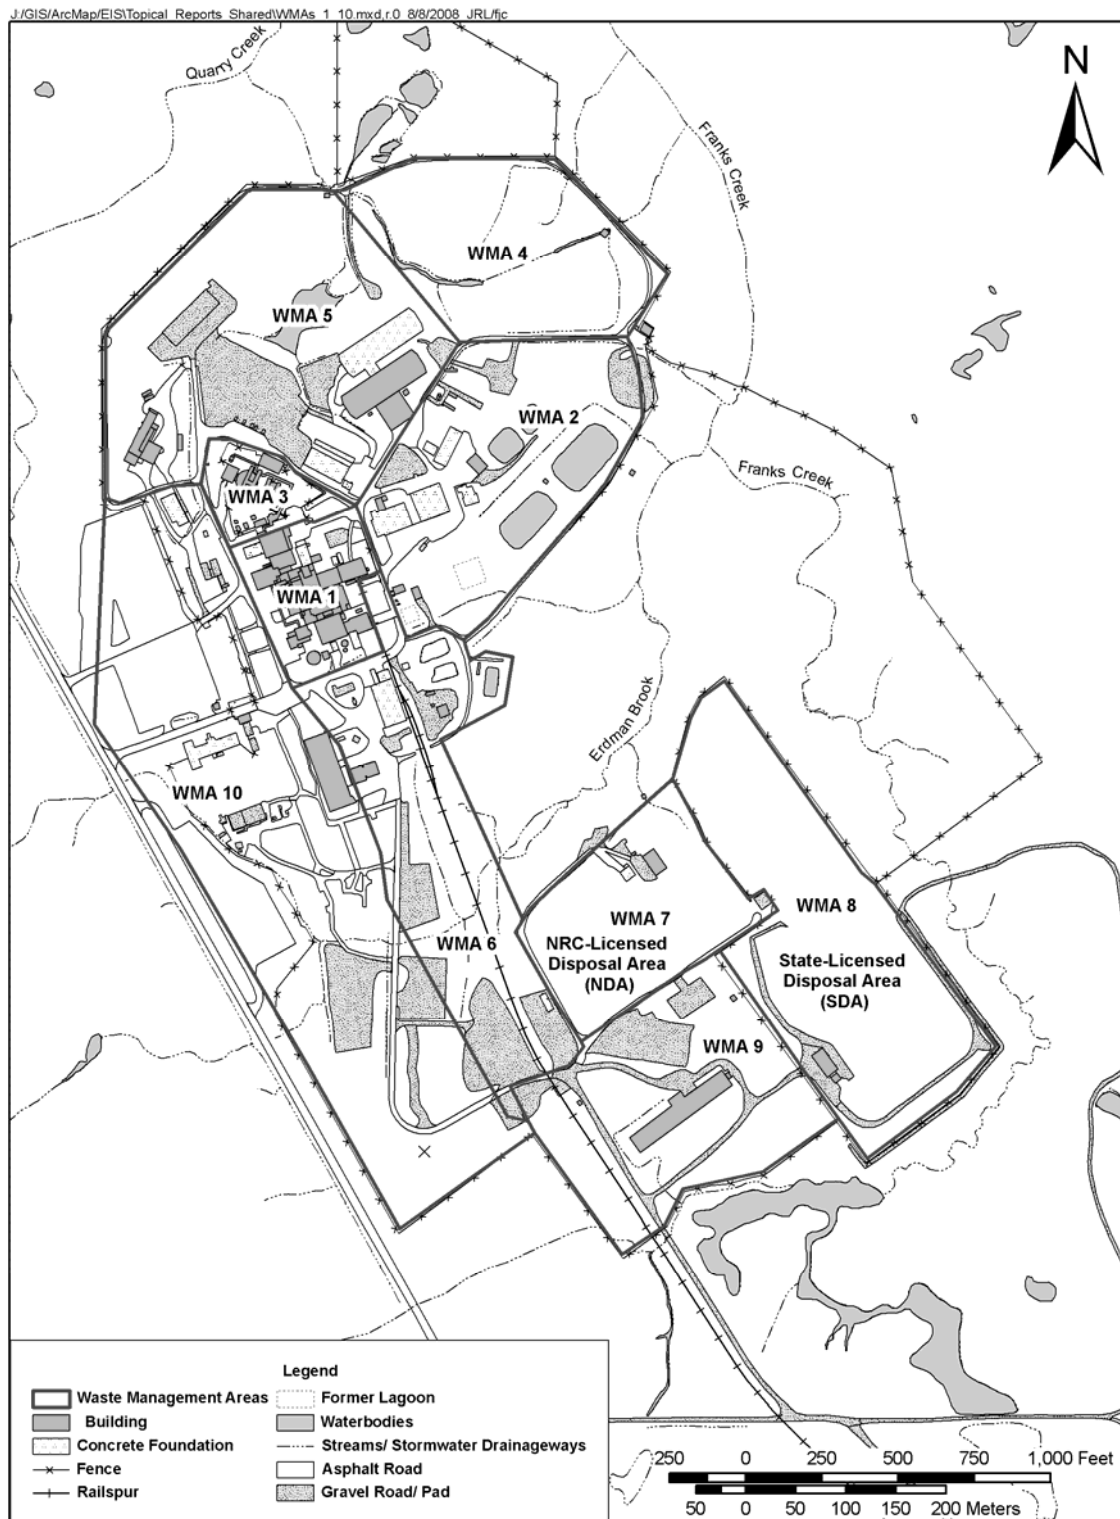 J:/GIS/ArcMap/EIS\Topical_Reports_Shared\WMAs_1_10.mxd,r.0_8/8/2008_JRL/fjc
Quarry Creek
N
Franks Creek
WMA 4
WMA 5
WMA 2
Franks Creek
WMA 3
WMA 1
Erdman Brook
WMA 10
WMA 7
NRC-Licensed
Disposal Area
(NDA)
WMA 8
State-Licensed
Disposal Area
(SDA)
WMA 6
WMA 9
Legend
Waste Management Areas
Building
Concrete Foundation
Fence
Railspur
Former Lagoon
Waterbodies
Streams/ Stormwater Drainageways
Asphalt Road
Gravel Road/ Pad
250 0 250 500 750 1,000 Feet
50 0 50 100 150 200 Meters